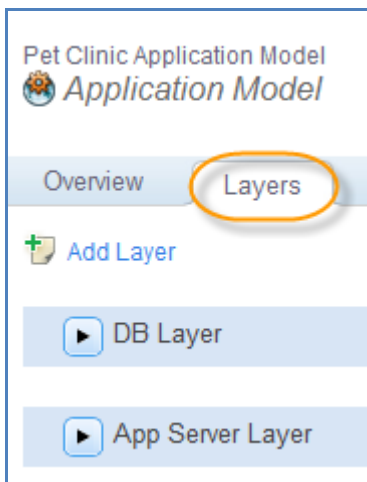 Pet Clinic Application Model
Application Model
Overview
Layers
Add Layer
DB Layer
App Server Layer